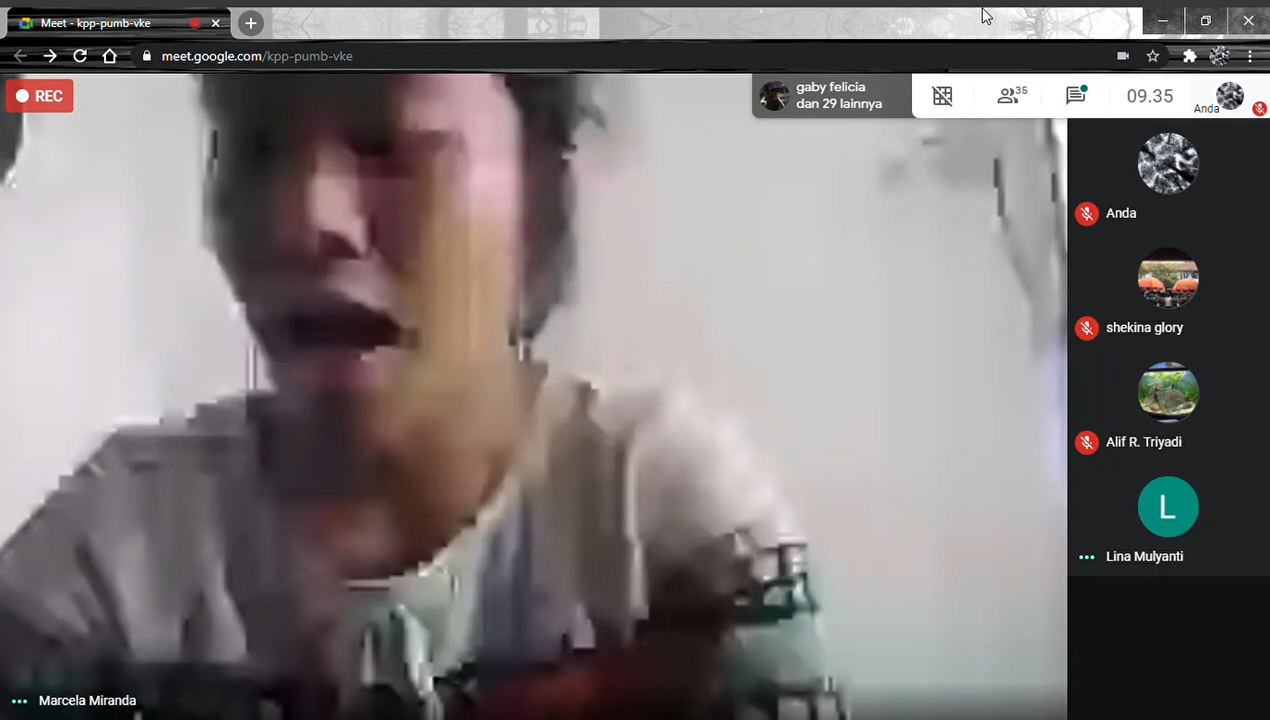 Meet - kpp-pumb-vke
meet.google.com/kpp-pumb-vke
REC
gaby felicia
dan 29 lainnya
35
09.35
Anda
Anda
shekina glory
Alif R. Triyadi
L
Lina Mulyanti
Marcela Miranda